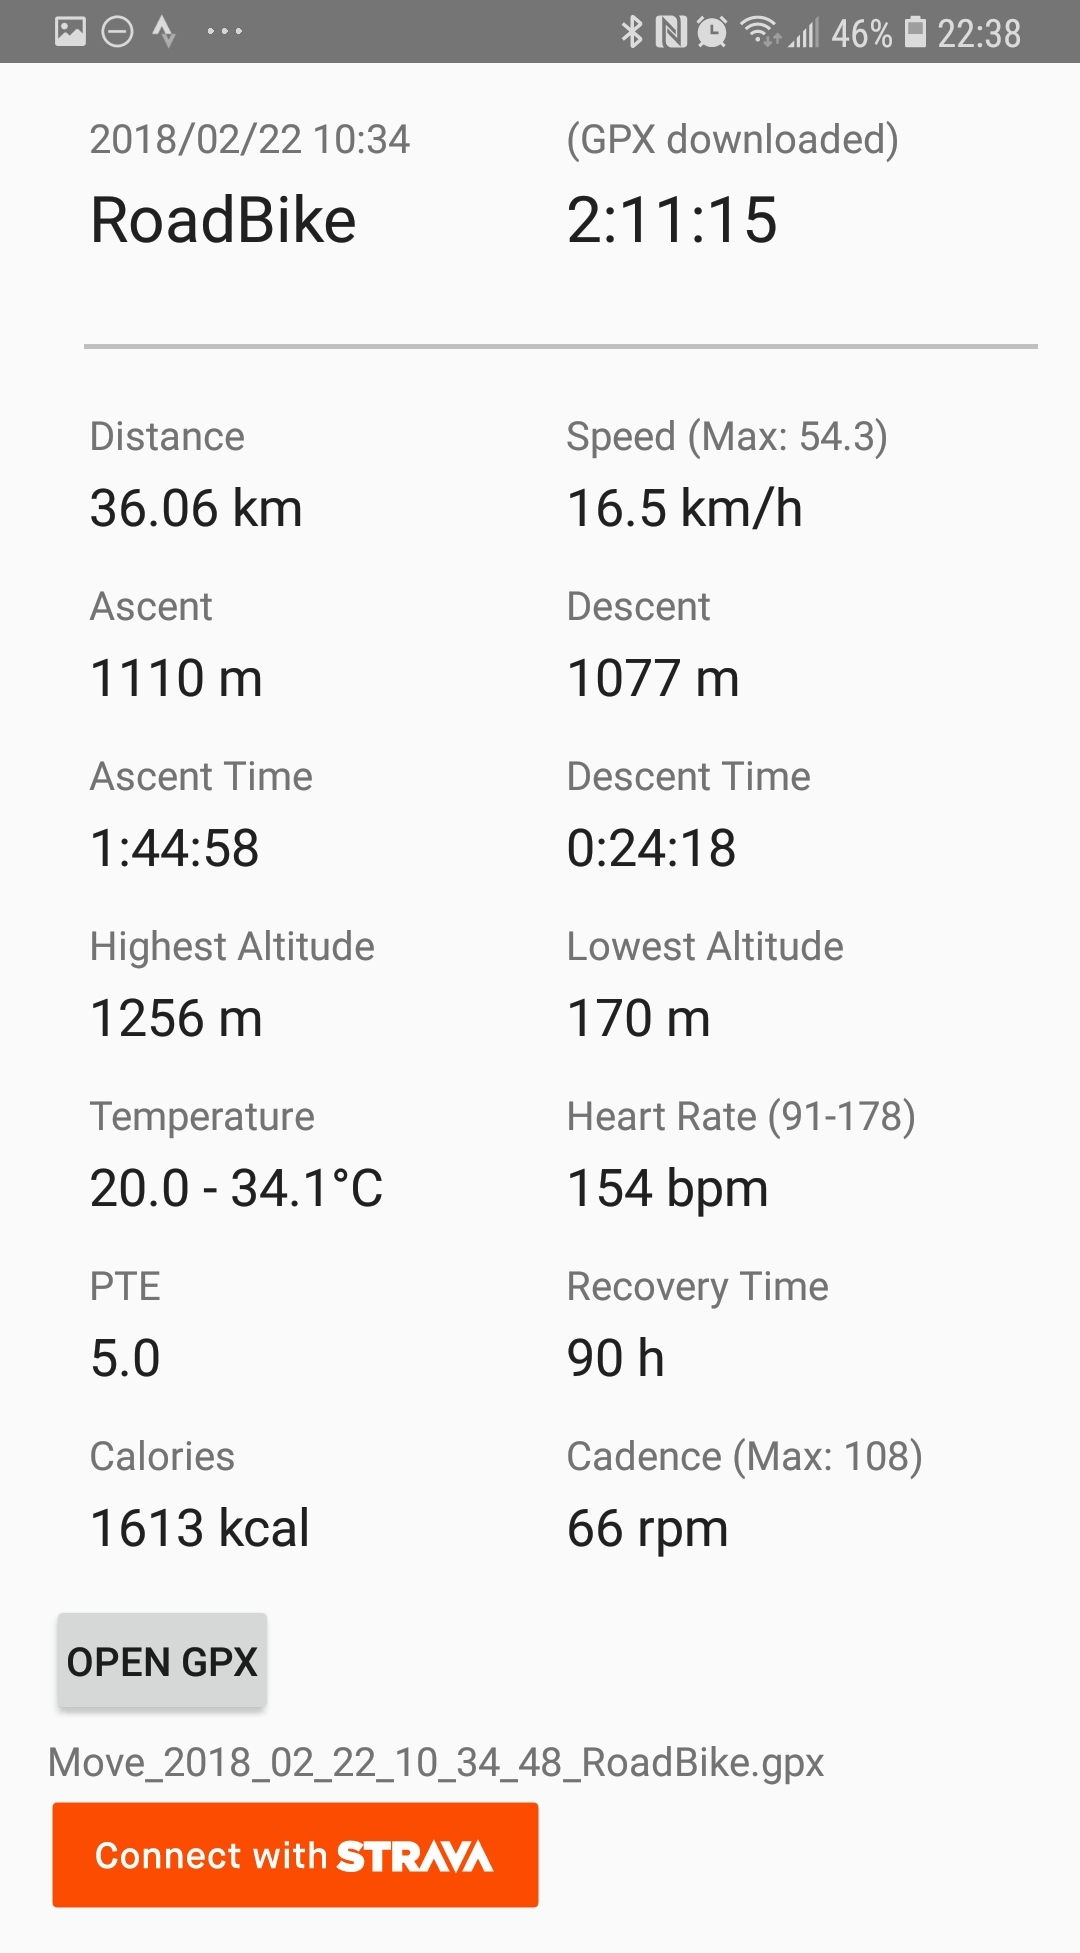 46% 22:38
2018/02/22 10:34 (GPX downloaded)
RoadBike 2:11:15
Distance Speed (Max: 54.3)
36.06 km 16.5 km/h
Ascent Descent
1110 m 1077 m
Ascent Time Descent Time
1:44:58 0:24:18
Highest Altitude Lowest Altitude
1256 m 170 m
Temperature Heart Rate (91-178)
20.0 - 34.1°C 154 bpm
PTE Recovery Time
5.0 90 h
Calories Cadence (Max: 108)
1613 kcal 66 rpm
OPEN GPX
Move_2018_02_22_10_34_48_RoadBike.gpx
Connect with STRAVA